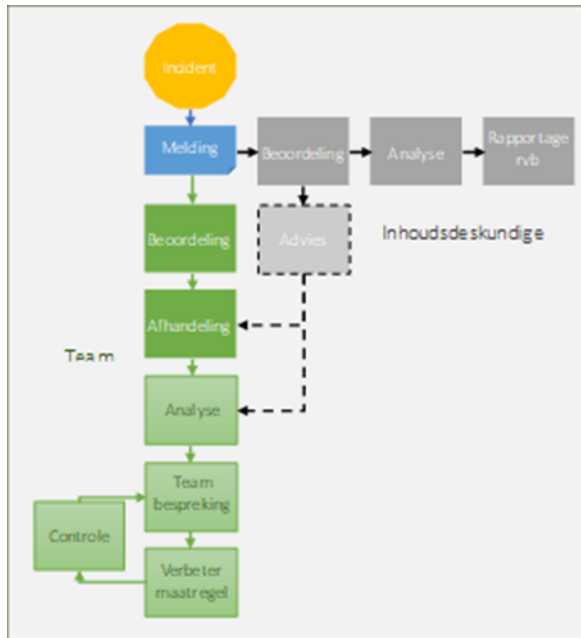 Incident
Melding
Beoordeling
Analyse
Rapportage
rvb
Beoordeling
Advies
Inhoudsdeskundige
Afhandeling
Team
Analyse
Team
bespreking
Controle
Verbeter
maatregel